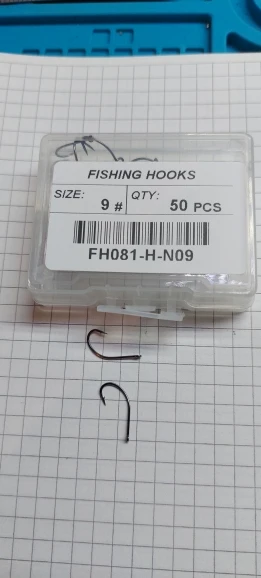 FISHING HOOKS
SIZE: 9 # QTY: 50 PCS
FH081-H-N09